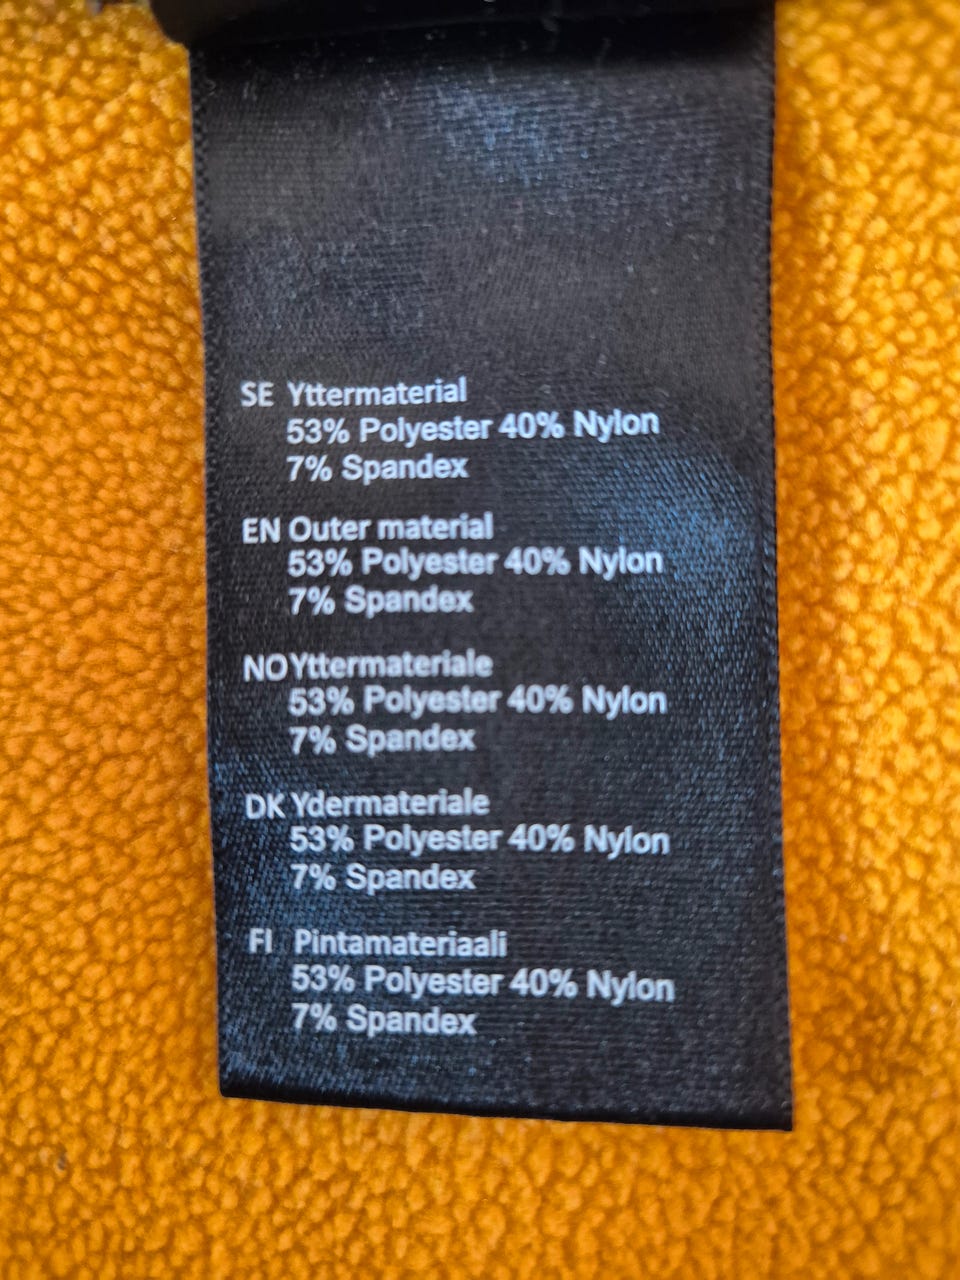 SE Yttermaterial
53% Polyester 40% Nylon
7% Spandex
EN Outer material
53% Polyester 40% Nylon
7% Spandex
NO Yttermateriale
53% Polyester 40% Nylon
7% Spandex
DK Ydermateriale
53% Polyester 40% Nylon
7% Spandex
FI Pintamateriaali
53% Polyester 40% Nylon
7% Spandex